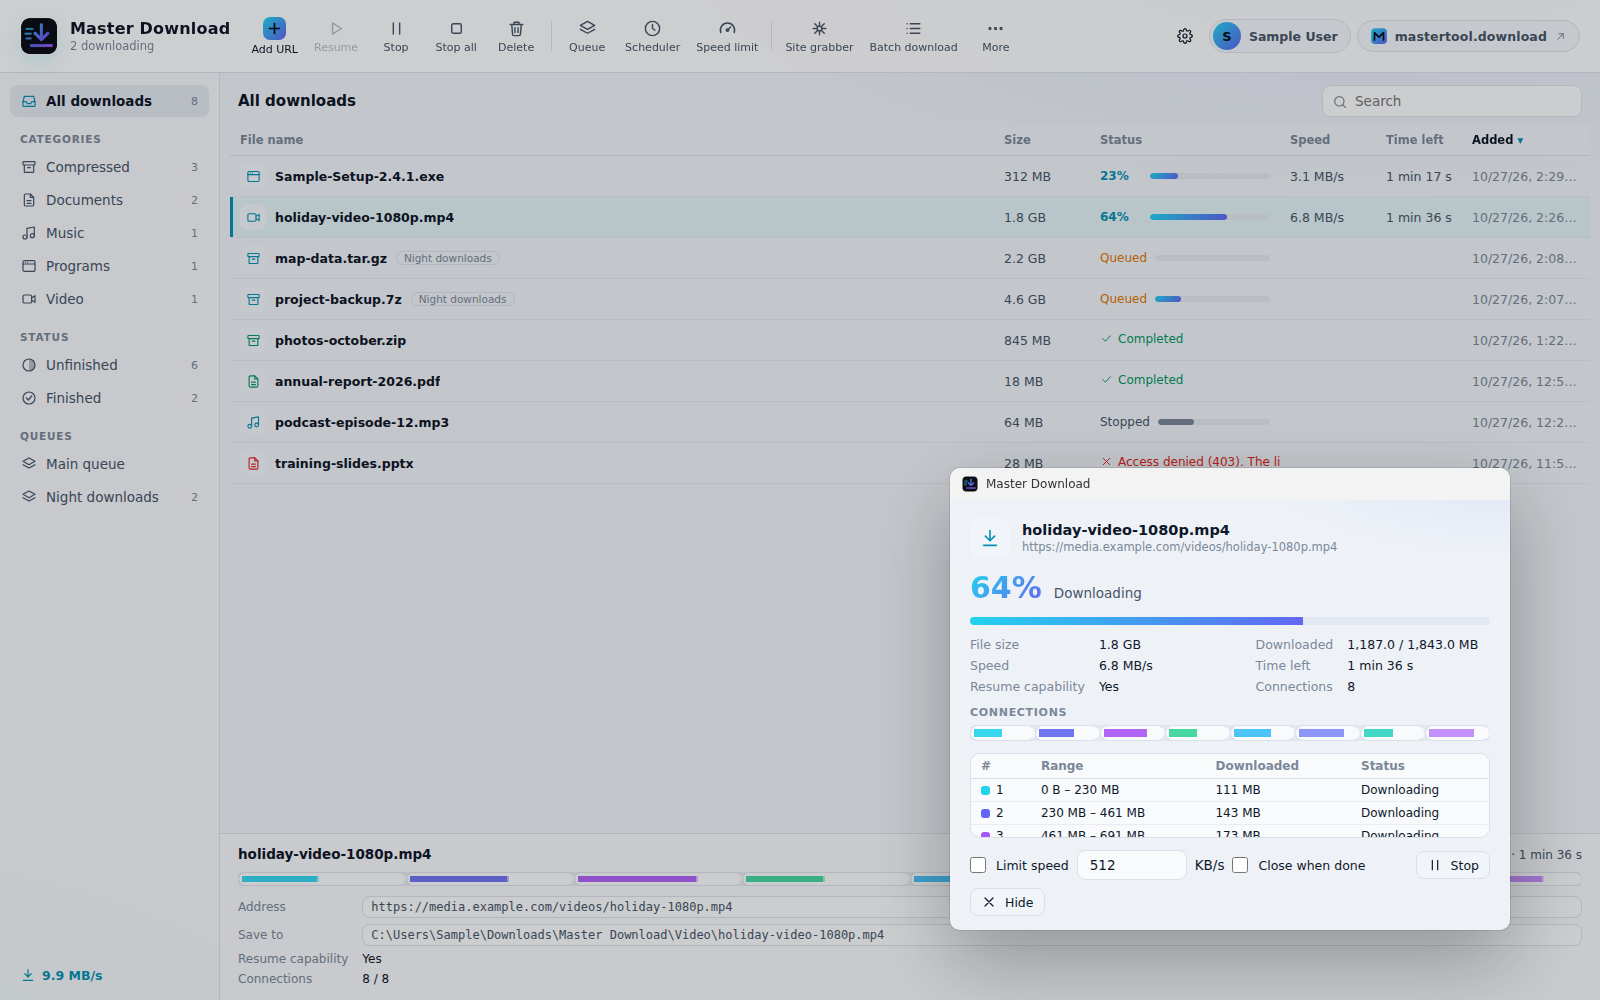 Master Download
2 downloading
Add URL
Resume
Stop
Stop all
Delete
Queue
Scheduler
Speed limit
Site grabber
Batch download
More
S
Sample User
mastertool.download
All downloads 8
CATEGORIES
Compressed 3
Documents 2
Music 1
Programs 1
Video 1
STATUS
Unfinished 6
Finished 2
QUEUES
Main queue
Night downloads 2
9.9 MB/s
All downloads
Search
File name Size Status Speed Time left Added
Sample-Setup-2.4.1.exe 312 MB 23% 3.1 MB/s 1 min 17 s 10/27/26, 2:29...
holiday-video-1080p.mp4 1.8 GB 64% 6.8 MB/s 1 min 36 s 10/27/26, 2:26...
map-data.tar.gz Night downloads 2.2 GB Queued 10/27/26, 2:08...
project-backup.7z Night downloads 4.6 GB Queued 10/27/26, 2:07...
photos-october.zip 845 MB Completed 10/27/26, 1:22...
annual-report-2026.pdf 18 MB Completed 10/27/26, 12:5...
podcast-episode-12.mp3 64 MB Stopped 10/27/26, 12:2...
training-slides.pptx 28 MB Access denied (403). The li 10/27/26, 11:5...
holiday-video-1080p.mp4 · 1 min 36 s
Address https://media.example.com/videos/holiday-1080p.mp4
Save to C:\Users\Sample\Downloads\Master Download\Video\holiday-video-1080p.mp4
Resume capability Yes
Connections 8 / 8
Master Download
holiday-video-1080p.mp4
https://media.example.com/videos/holiday-1080p.mp4
64% Downloading
File size 1.8 GB Downloaded 1,187.0 / 1,843.0 MB
Speed 6.8 MB/s Time left 1 min 36 s
Resume capability Yes Connections 8
CONNECTIONS
# Range Downloaded Status
1 0 B – 230 MB 111 MB Downloading
2 230 MB – 461 MB 143 MB Downloading
3 461 MB – 691 MB 173 MB Downloading
Limit speed 512 KB/s Close when done Stop
Hide